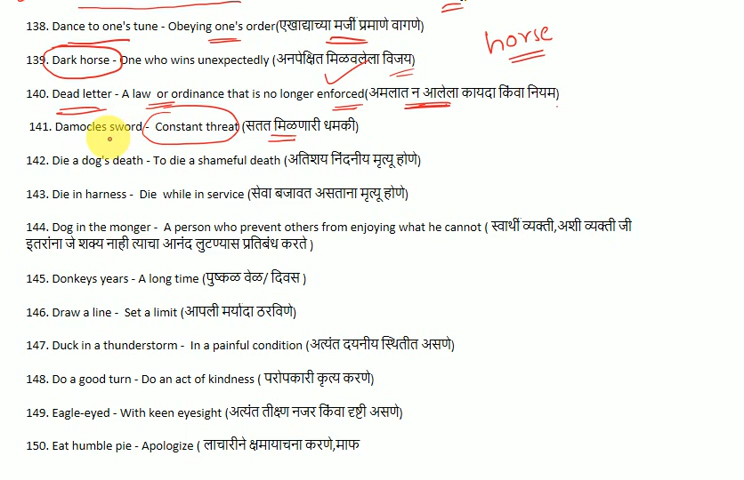 138. Dance to one's tune - Obeying one's order(एखाद्याच्या मर्जी प्रमाणे वागणे)
horse
139. Dark horse - One who wins unexpectedly (अनपेक्षित मिळवलेला विजय)
140. Dead letter - A law or ordinance that is no longer enforced(अमलात न आलेला कायदा किंवा नियम)
141. Damocles sword - Constant threat (सतत मिळणारी धमकी)
142. Die a dog's death - To die a shameful death (अतिशय निंदनीय मृत्यू होणे)
143. Die in harness - Die while in service (सेवा बजावत असताना मृत्यू होणे)
144. Dog in the monger - A person who prevent others from enjoying what he cannot ( स्वार्थी व्यक्ती,अशी व्यक्ती जी
इतरांना जे शक्य नाही त्याचा आनंद लुटण्यास प्रतिबंध करते )
145. Donkeys years - A long time (पुष्कळ वेळ/ दिवस )
146. Draw a line - Set a limit (आपली मर्यादा ठरविणे)
147. Duck in a thunderstorm - In a painful condition (अत्यंत दयनीय स्थितीत असणे)
148. Do a good turn - Do an act of kindness ( परोपकारी कृत्य करणे)
149. Eagle-eyed - With keen eyesight (अत्यंत तीक्ष्ण नजर किंवा दृष्टी असणे)
150. Eat humble pie - Apologize ( लाचारीने क्षमायाचना करणे,माफ